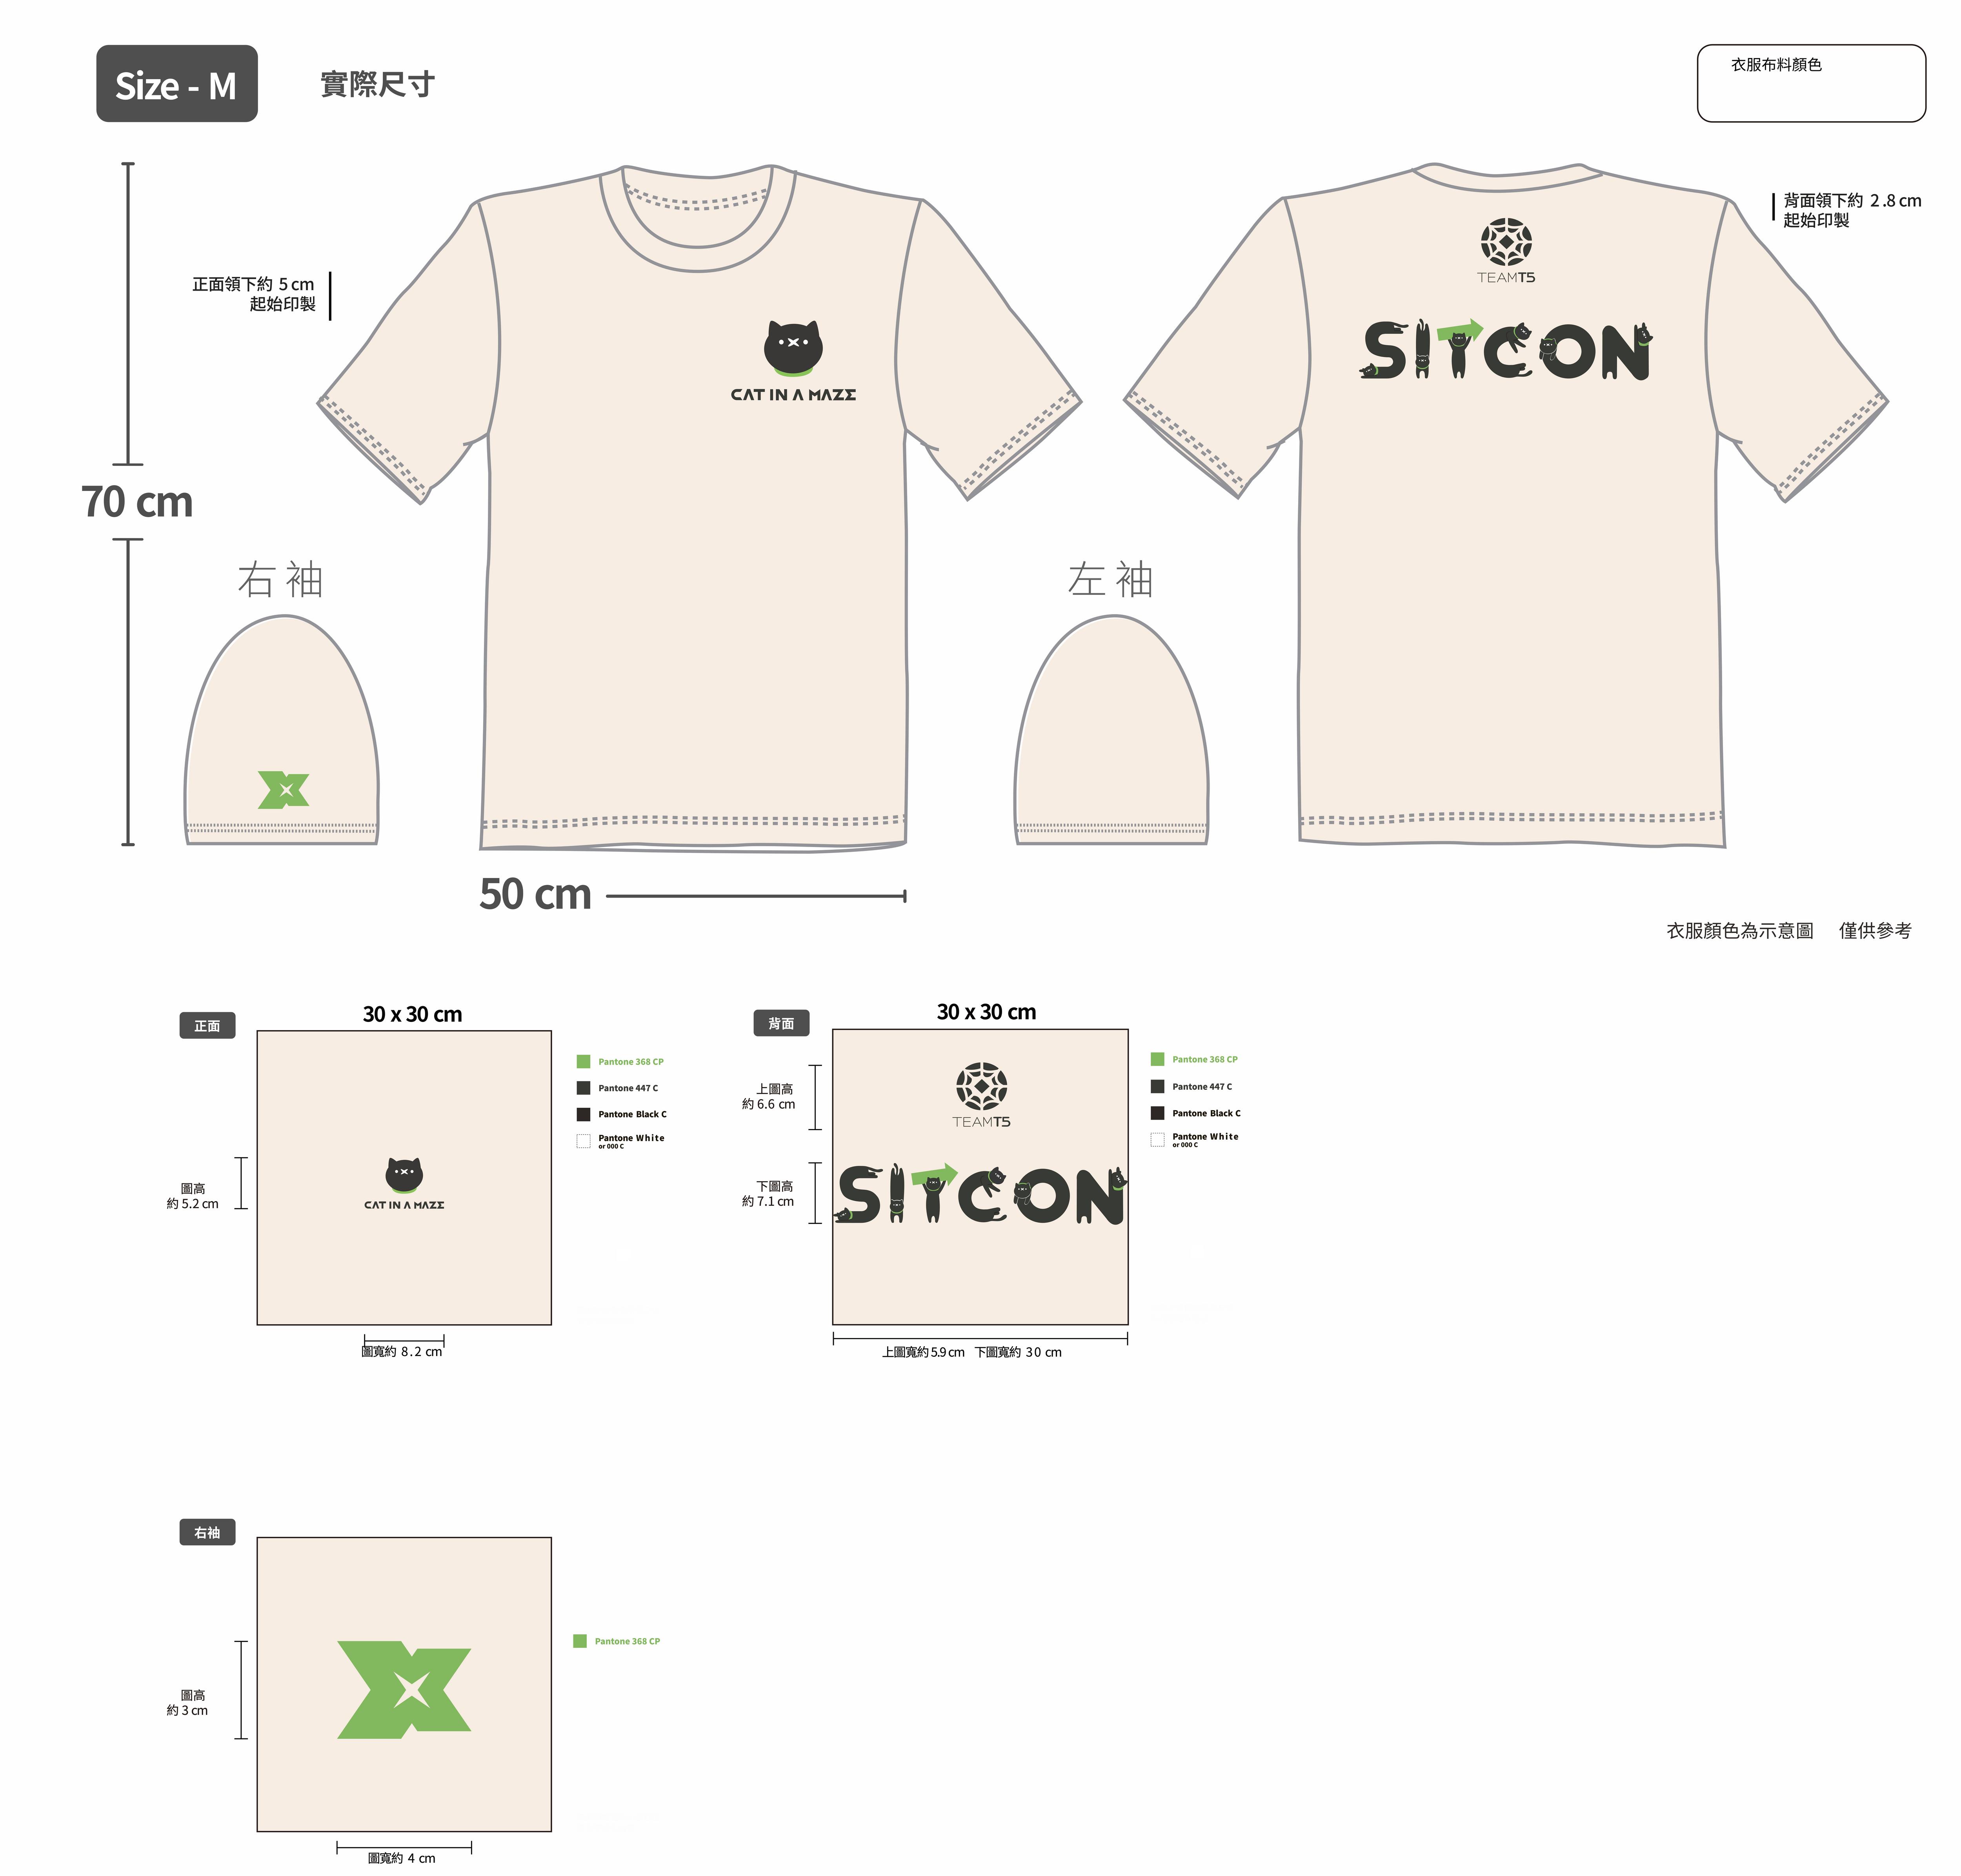 Size - M
實際尺寸
衣服布料顏色
背面領下約 2.8 cm
起始印製
正面領下約 5 cm
起始印製
TEAMT5
SITCON
CAT IN A MAZE
70 cm
右袖
左袖
50 cm
衣服顏色為示意圖 僅供參考
正面
30 x 30 cm
Pantone 368 CP
Pantone 447 C
Pantone Black C
Pantone White
or 000 C
CAT IN A MAZE
圖高
約 5.2 cm
圖寬約 8.2 cm
背面
30 x 30 cm
上圖高
約 6.6 cm
TEAMT5
下圖高
約 7.1 cm
SITCON
Pantone 368 CP
Pantone 447 C
Pantone Black C
Pantone White
or 000 C
上圖寬約 5.9 cm 下圖寬約 30 cm
右袖
Pantone 368 CP
圖高
約 3 cm
圖寬約 4 cm